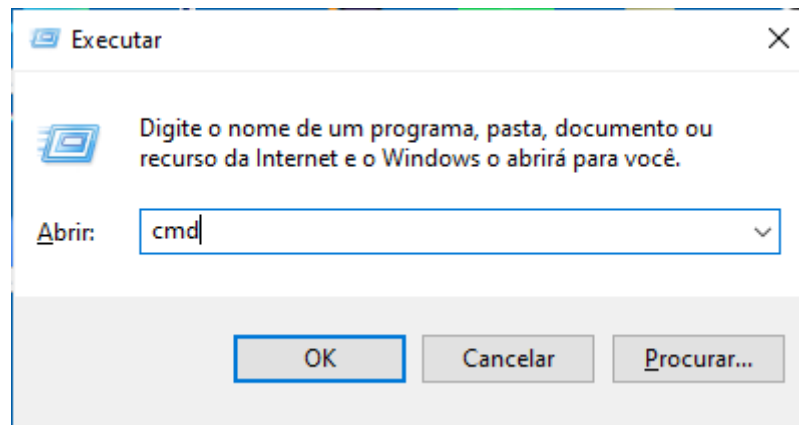 Executar
Digite o nome de um programa, pasta, documento ou
recurso da Internet e o Windows o abrirá para você.
Abrir: cmd
OK Cancelar Procurar...